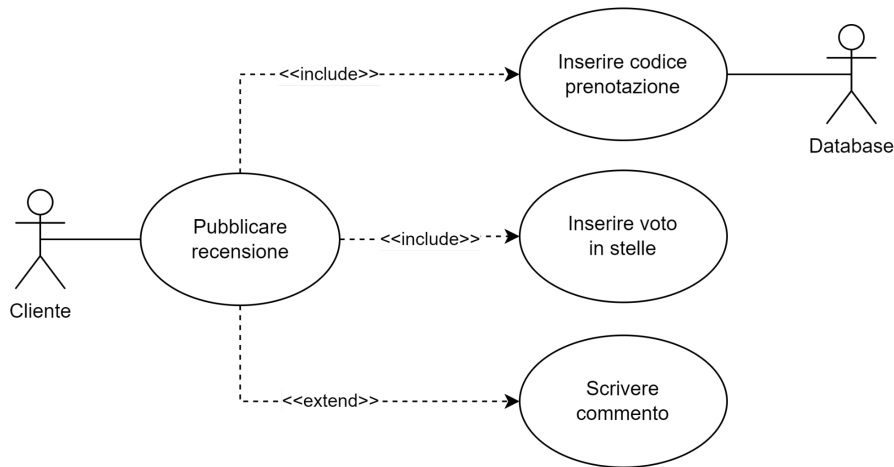 <<include>>
Inserire codice
prenotazione
Database
Pubblicare
recensione
<<include>>
Inserire voto
in stelle
Cliente
<<extend>>
Scrivere
commento